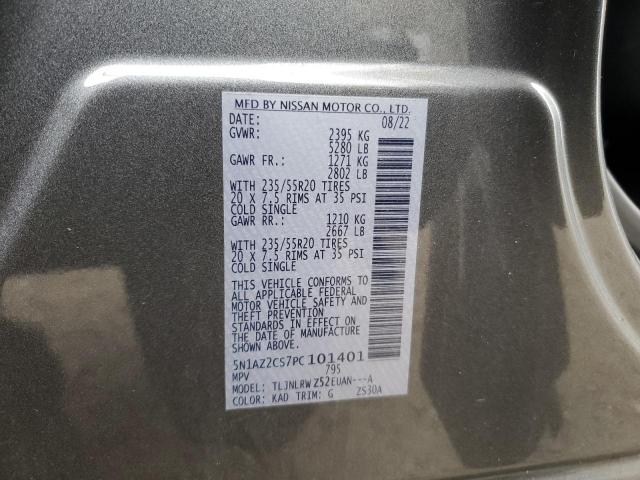 MFD BY NISSAN MOTOR CO., LTD.
DATE: 08/22
GVWR: 2395 KG
5280 LB
GAWR FR.: 1271 KG
2802 LB
WITH 235/55R20 TIRES
20 X 7.5 RIMS AT 35 PSI
COLD SINGLE
GAWR RR.: 1210 KG
2667 LB
WITH 235/55R20 TIRES
20 X 7.5 RIMS AT 35 PSI
COLD SINGLE
THIS VEHICLE CONFORMS TO
ALL APPLICABLE FEDERAL
MOTOR VEHICLE SAFETY AND
THEFT PREVENTION
STANDARDS IN EFFECT ON
THE DATE OF MANUFACTURE
SHOWN ABOVE.
5N1AZ2CS7PC101401
MPV 795
MODEL: TLJNLRWZ52EUAN---A
COLOR: KAD TRIM: G ZS30A